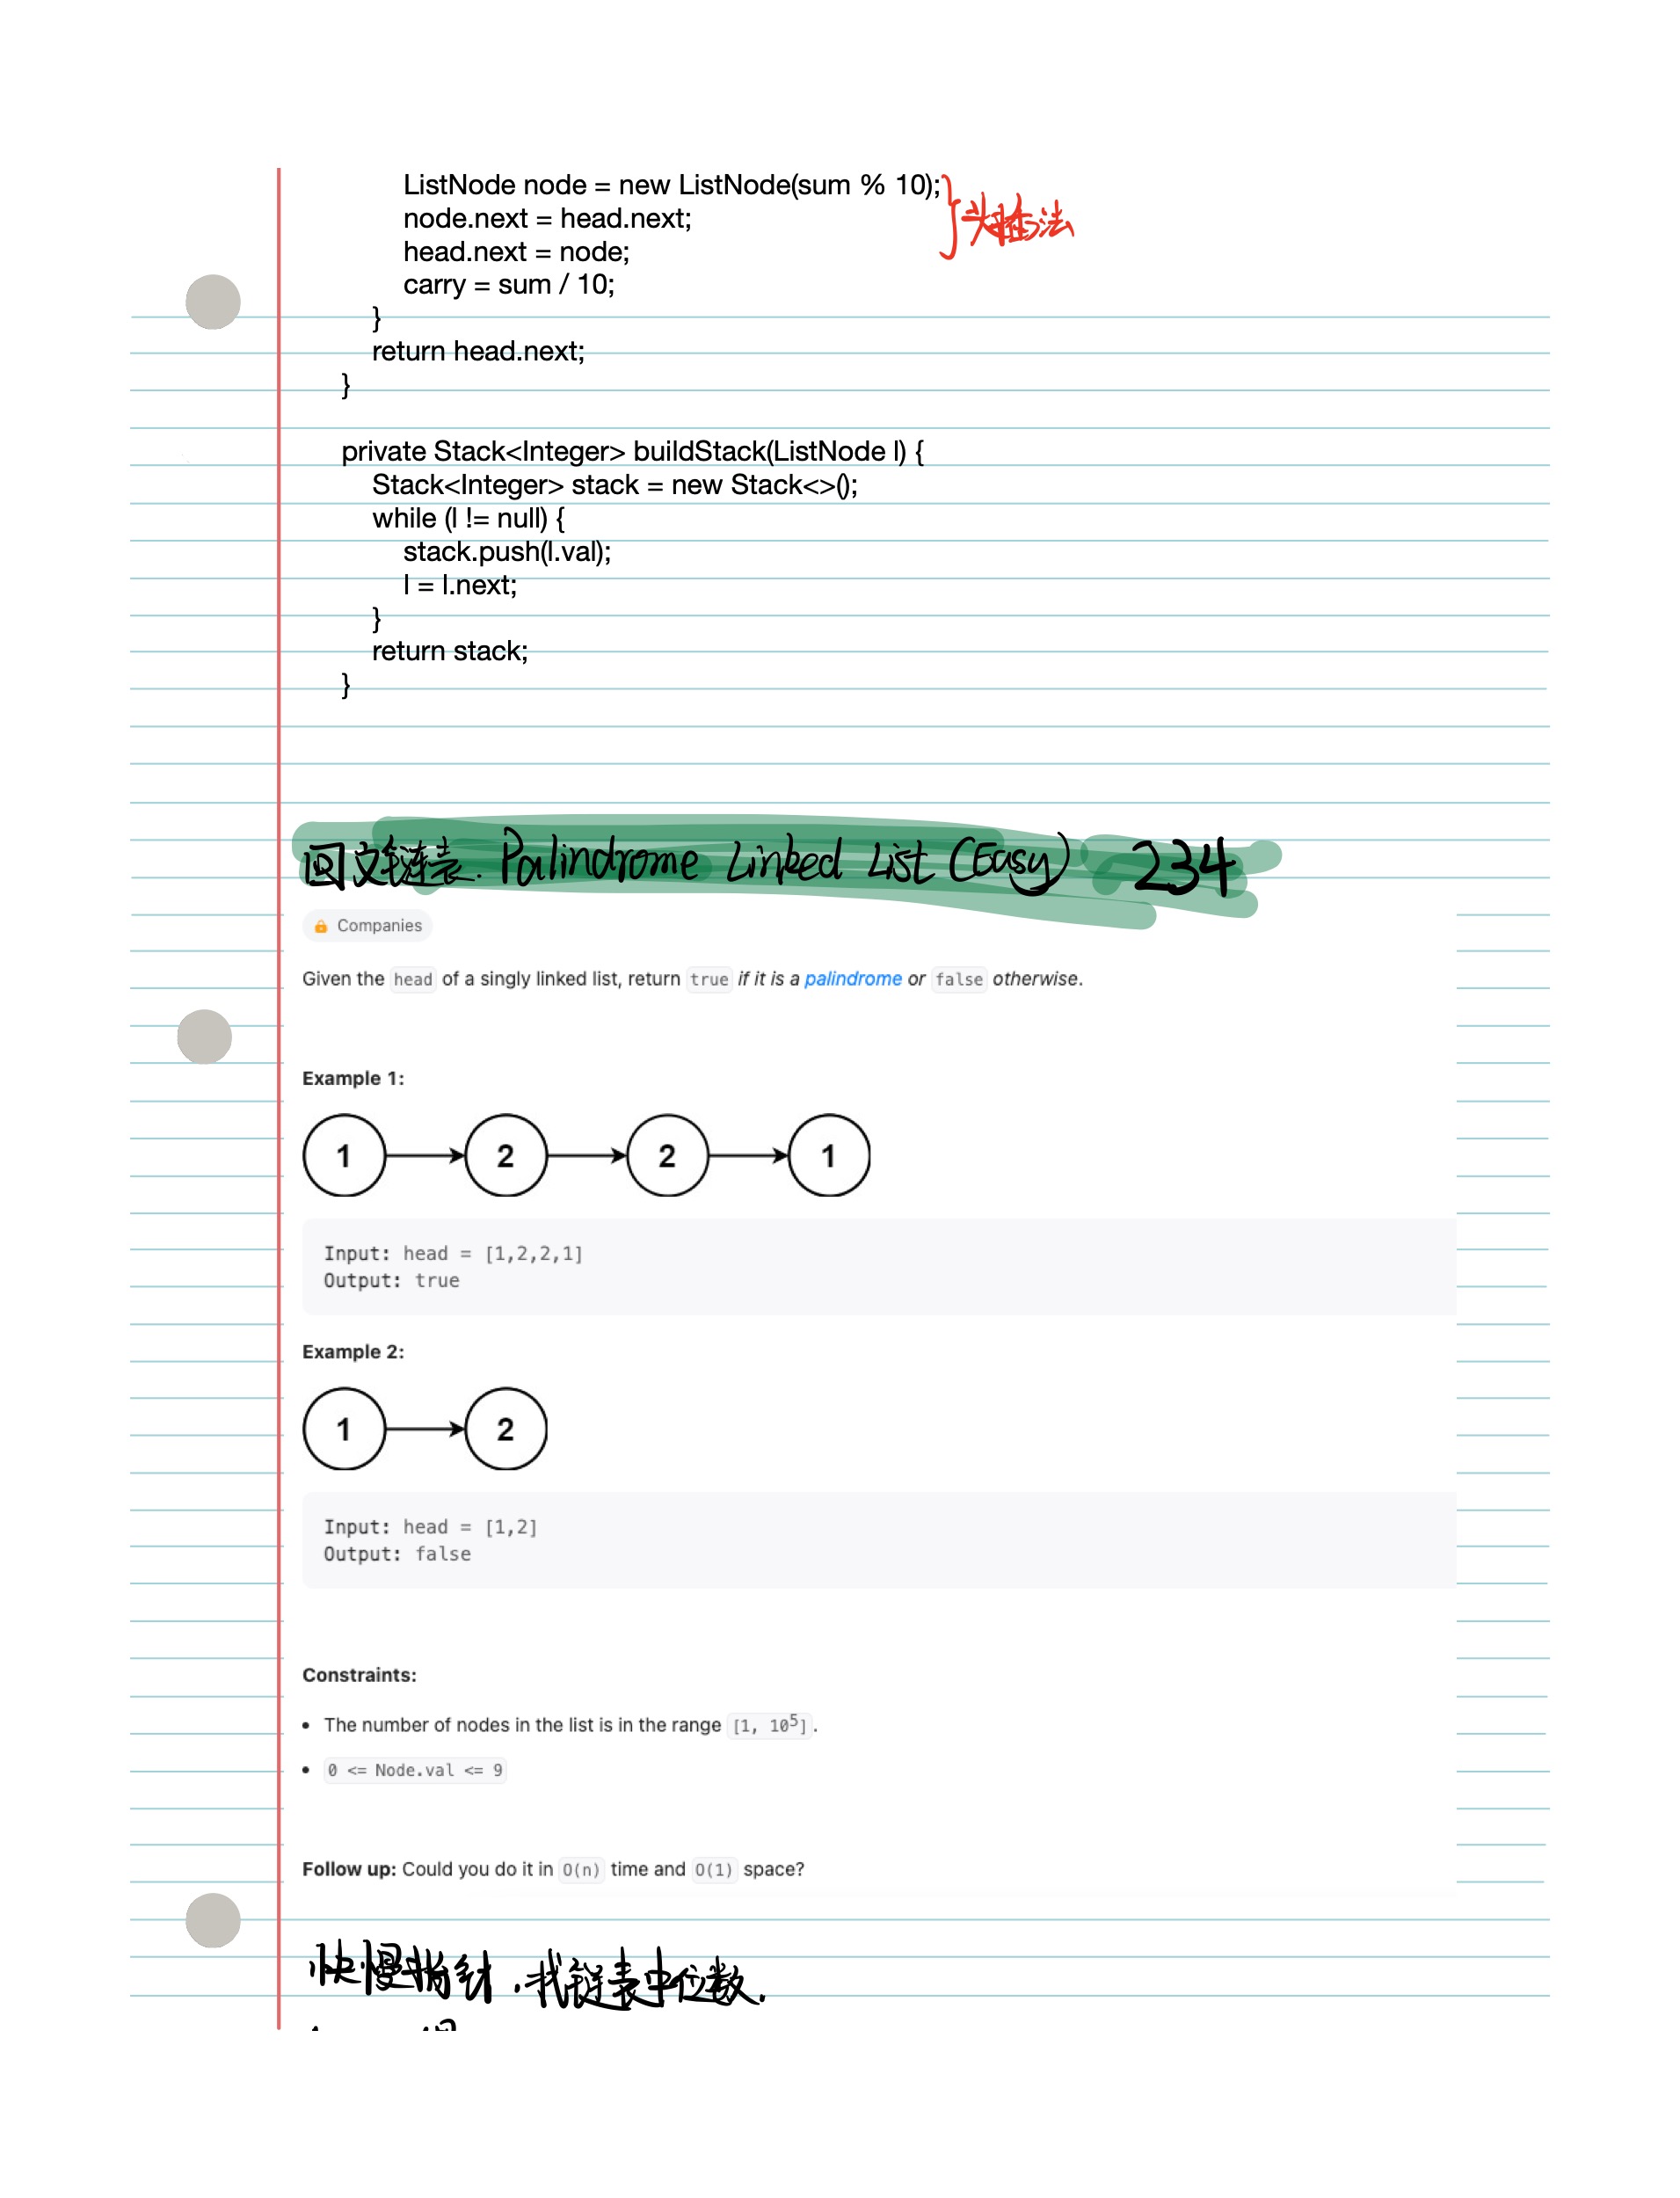 ListNode node = new ListNode(sum % 10);
node.next = head.next;
head.next = node;
头插法
carry = sum / 10;
}
return head.next;
}
private Stack<Integer> buildStack(ListNode l) {
Stack<Integer> stack = new Stack<>();
while (l != null) {
stack.push(l.val);
l = l.next;
}
return stack;
}
回文链表. Palindrome Linked List (Easy) 234
Companies
Given the head of a singly linked list, return true if it is a palindrome or false otherwise.
Example 1:
1 2 2 1
Input: head = [1,2,2,1]
Output: true
Example 2:
1 2
Input: head = [1,2]
Output: false
Constraints:
• The number of nodes in the list is in the range [1, 10⁵].
• 0 <= Node.val <= 9
Follow up: Could you do it in O(n) time and O(1) space?
快慢指针.找链表中位数.